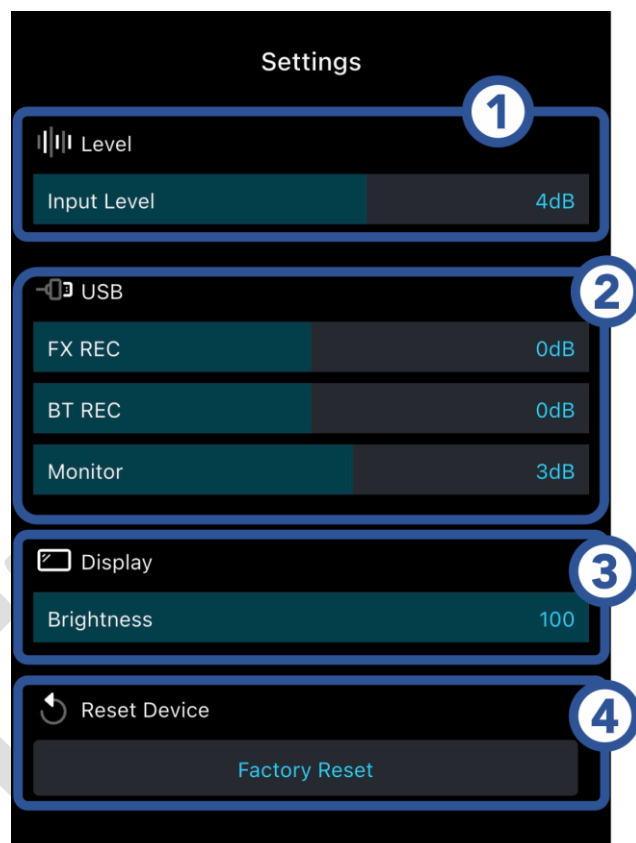 Settings
1
Level
Input Level 4dB
2
USB
FX REC 0dB
BT REC 0dB
Monitor 3dB
3
Display
Brightness 100
4
Reset Device
Factory Reset